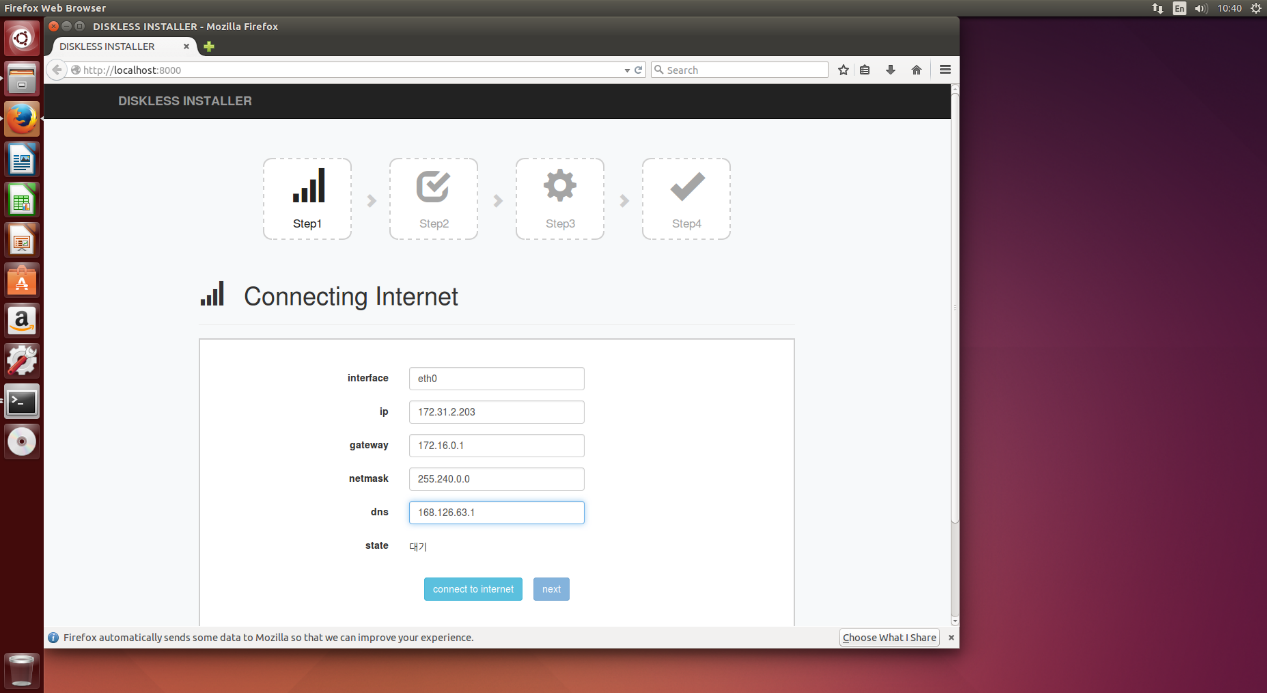 Firefox Web Browser
En
10:40
DISKLESS INSTALLER - Mozilla Firefox
DISKLESS INSTALLER
http://localhost:8000
Search
DISKLESS INSTALLER
Step1
Step2
Step3
Step4
Connecting Internet
interface
eth0
ip
172.31.2.203
gateway
172.16.0.1
netmask
255.240.0.0
dns
168.126.63.1
state
대기
connect to internet
next
Firefox automatically sends some data to Mozilla so that we can improve your experience.
Choose What I Share